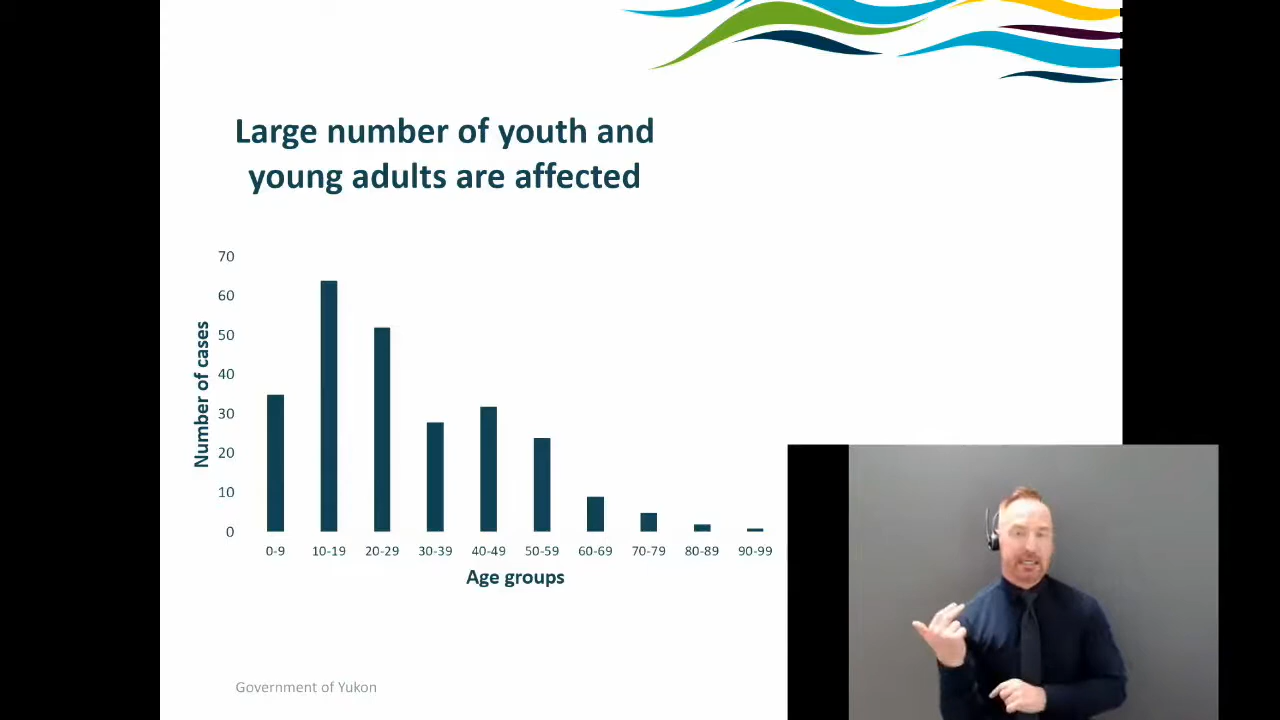 Large number of youth and
young adults are affected
70
60
50
40
30
20
10
0
Number of cases
0-9 10-19 20-29 30-39 40-49 50-59 60-69 70-79 80-89 90-99
Age groups
Government of Yukon